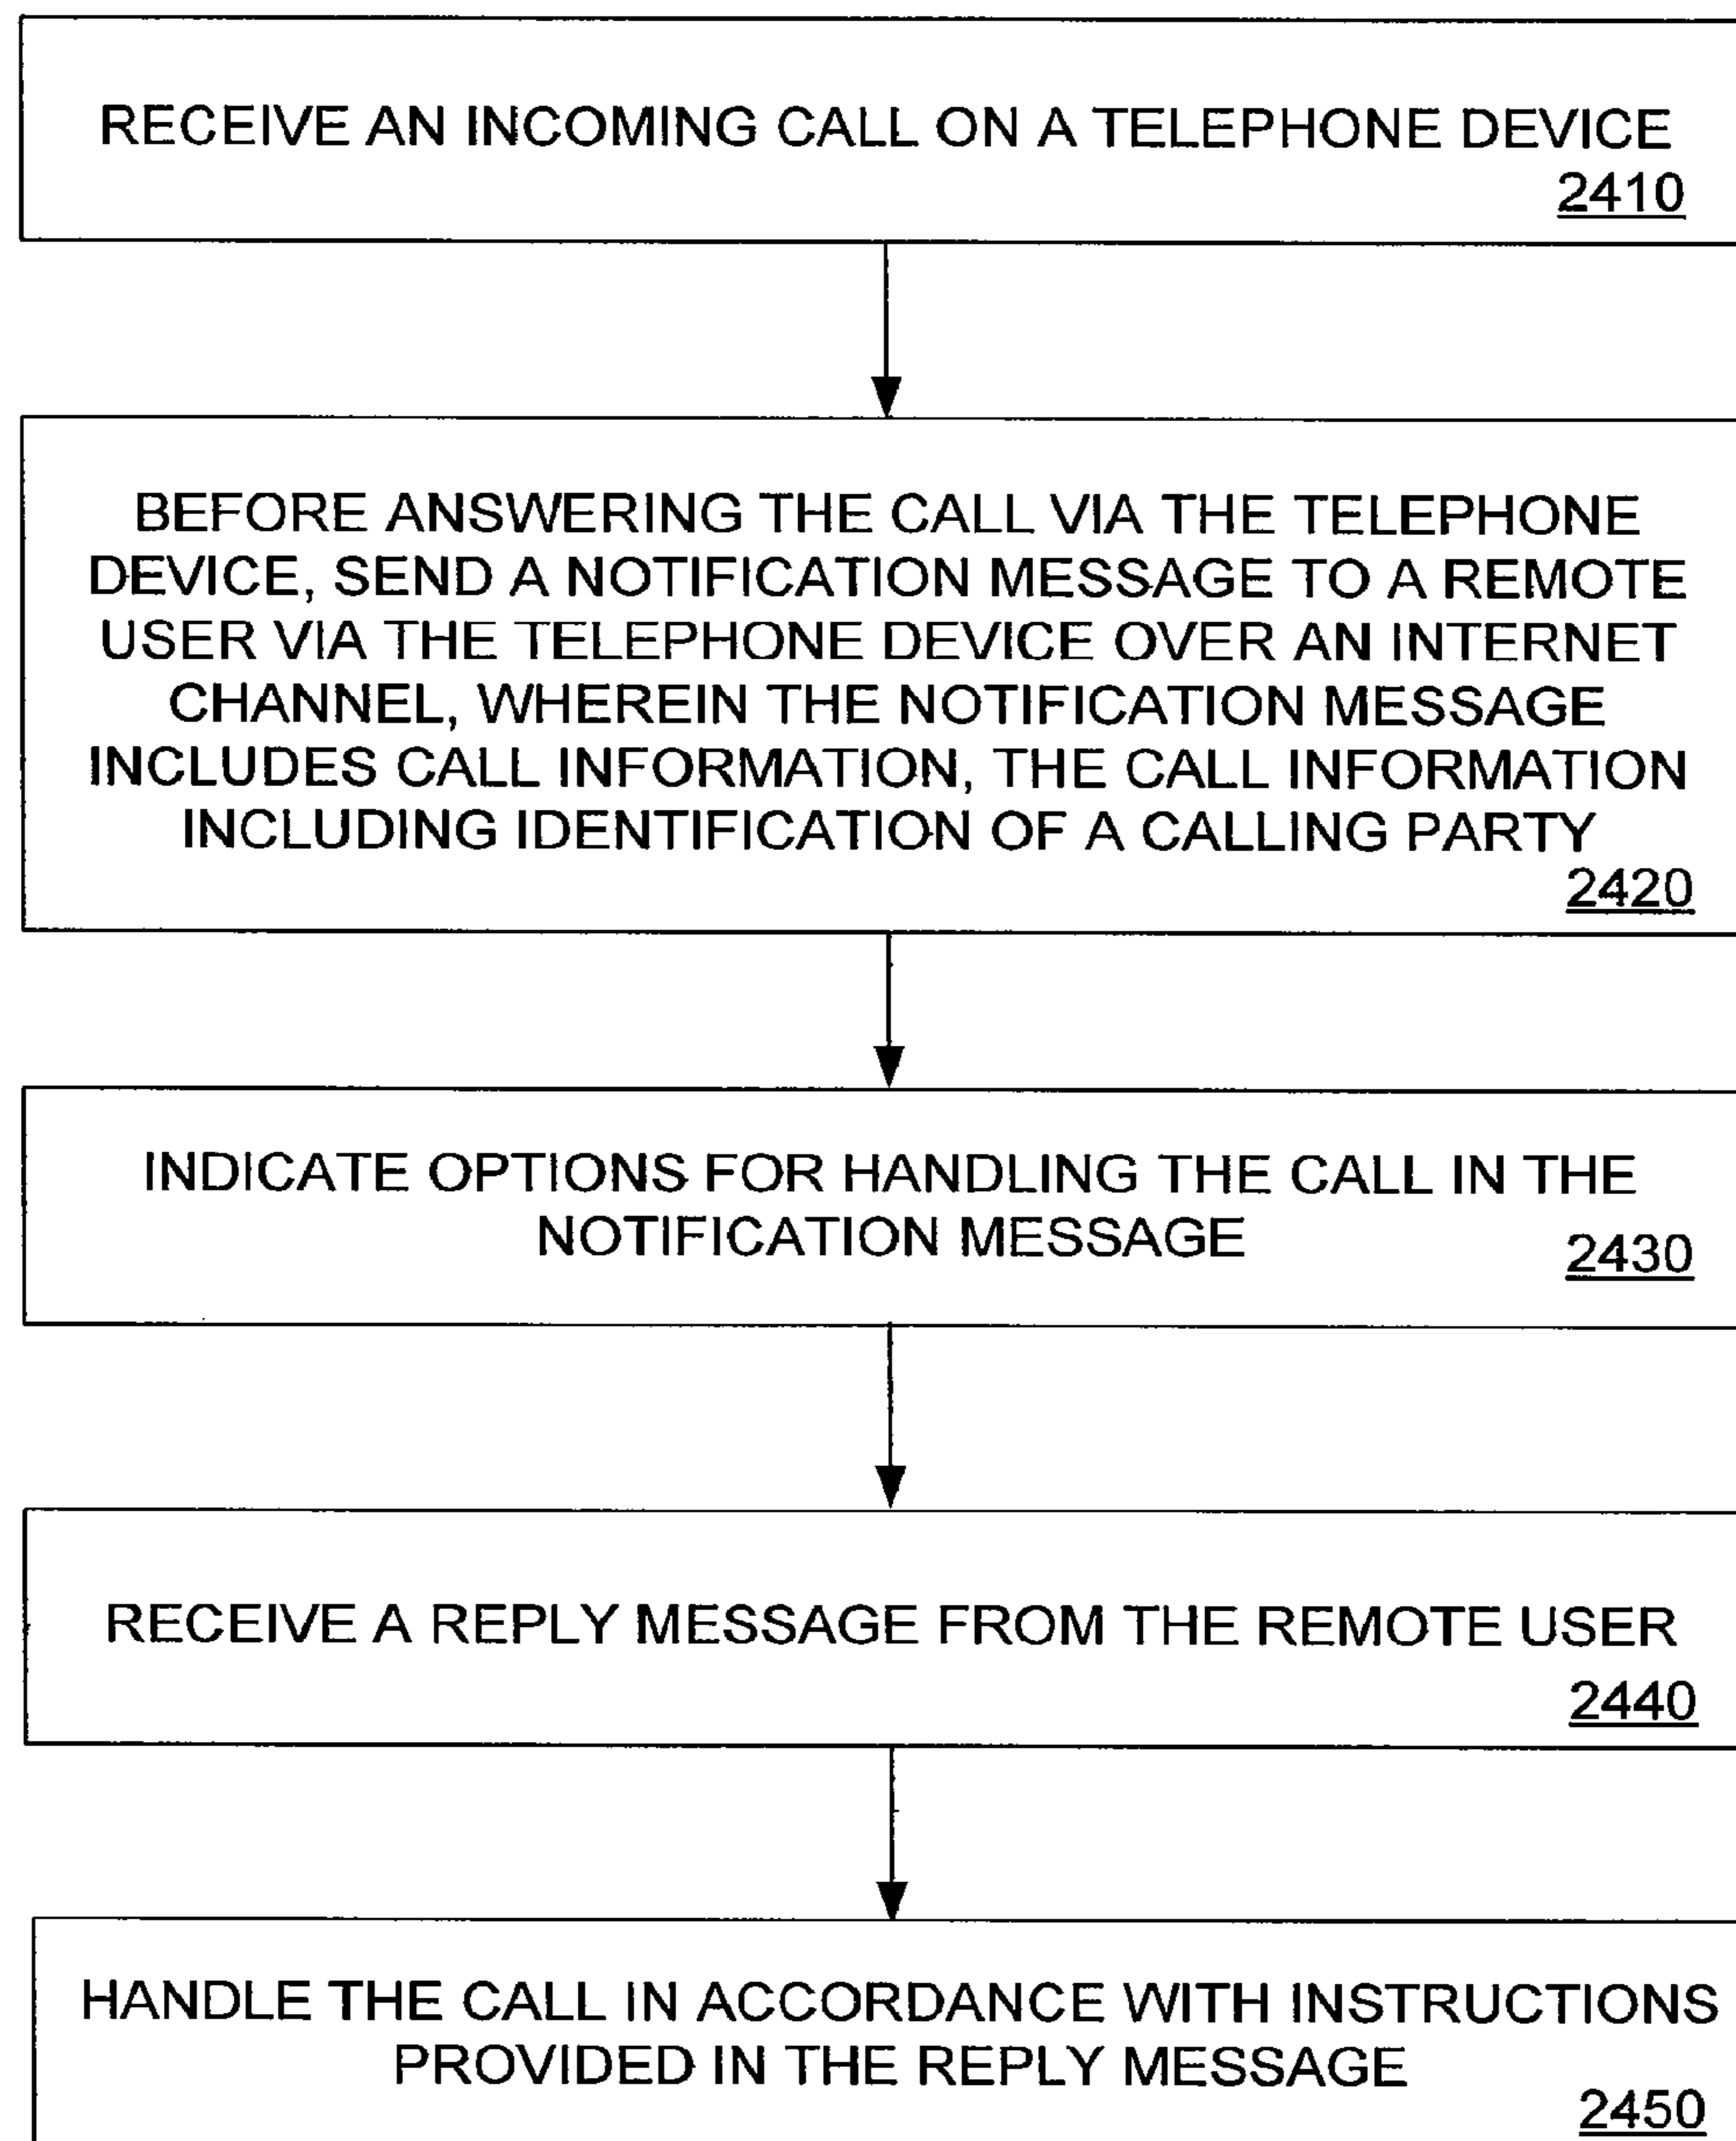 RECEIVE AN INCOMING CALL ON A TELEPHONE DEVICE
2410
BEFORE ANSWERING THE CALL VIA THE TELEPHONE
DEVICE, SEND A NOTIFICATION MESSAGE TO A REMOTE
USER VIA THE TELEPHONE DEVICE OVER AN INTERNET
CHANNEL, WHEREIN THE NOTIFICATION MESSAGE
INCLUDES CALL INFORMATION, THE CALL INFORMATION
INCLUDING IDENTIFICATION OF A CALLING PARTY
2420
INDICATE OPTIONS FOR HANDLING THE CALL IN THE
NOTIFICATION MESSAGE
2430
RECEIVE A REPLY MESSAGE FROM THE REMOTE USER
2440
HANDLE THE CALL IN ACCORDANCE WITH INSTRUCTIONS
PROVIDED IN THE REPLY MESSAGE
2450